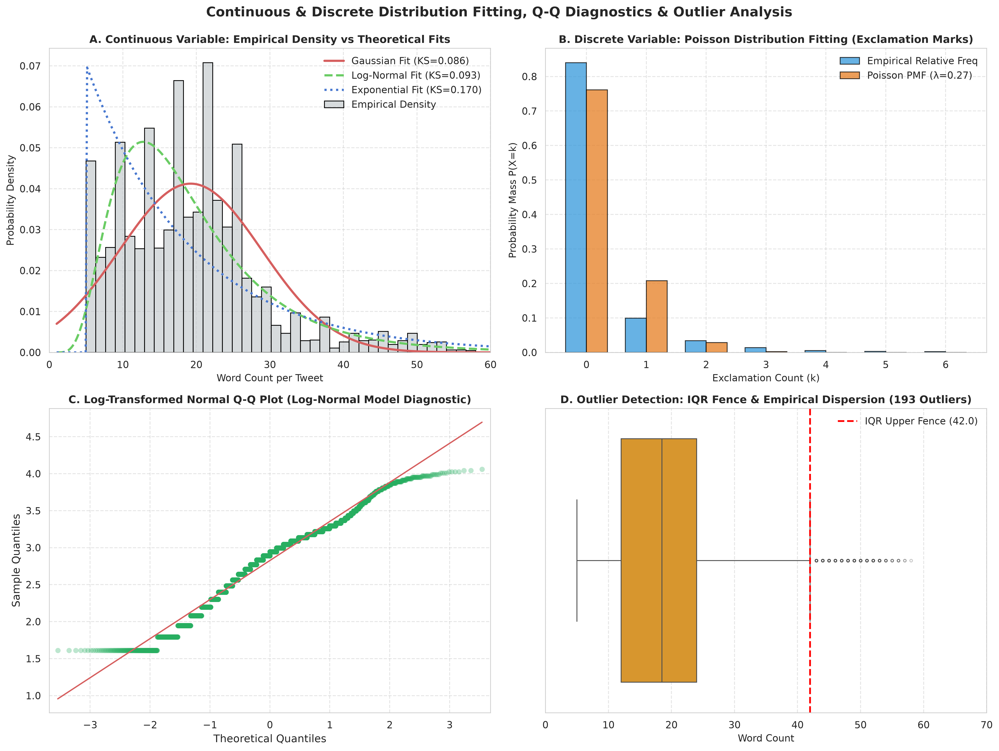 Continuous & Discrete Distribution Fitting, Q-Q Diagnostics & Outlier Analysis
A. Continuous Variable: Empirical Density vs Theoretical Fits
Gaussian Fit (KS=0.086)
Log-Normal Fit (KS=0.093)
Exponential Fit (KS=0.170)
Empirical Density
Probability Density
0.07
0.06
0.05
0.04
0.03
0.02
0.01
0.00
0 10 20 30 40 50 60
Word Count per Tweet
B. Discrete Variable: Poisson Distribution Fitting (Exclamation Marks)
Empirical Relative Freq
Poisson PMF (λ=0.27)
Probability Mass P(X=k)
0.8
0.7
0.6
0.5
0.4
0.3
0.2
0.1
0.0
0 1 2 3 4 5 6
Exclamation Count (k)
C. Log-Transformed Normal Q-Q Plot (Log-Normal Model Diagnostic)
Sample Quantiles
4.5
4.0
3.5
3.0
2.5
2.0
1.5
1.0
−3 −2 −1 0 1 2 3
Theoretical Quantiles
D. Outlier Detection: IQR Fence & Empirical Dispersion (193 Outliers)
IQR Upper Fence (42.0)
0 10 20 30 40 50 60 70
Word Count